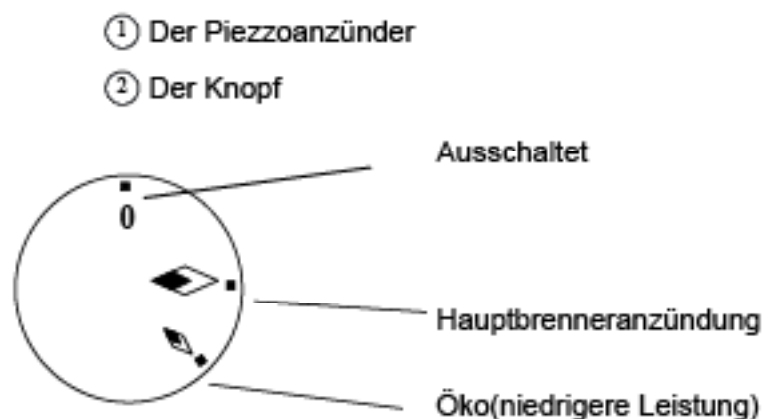 ① Der Piezzoanzünder
② Der Knopf
Ausschaltet
0
Hauptbrenneranzündung
Öko(niedrigere Leistung)